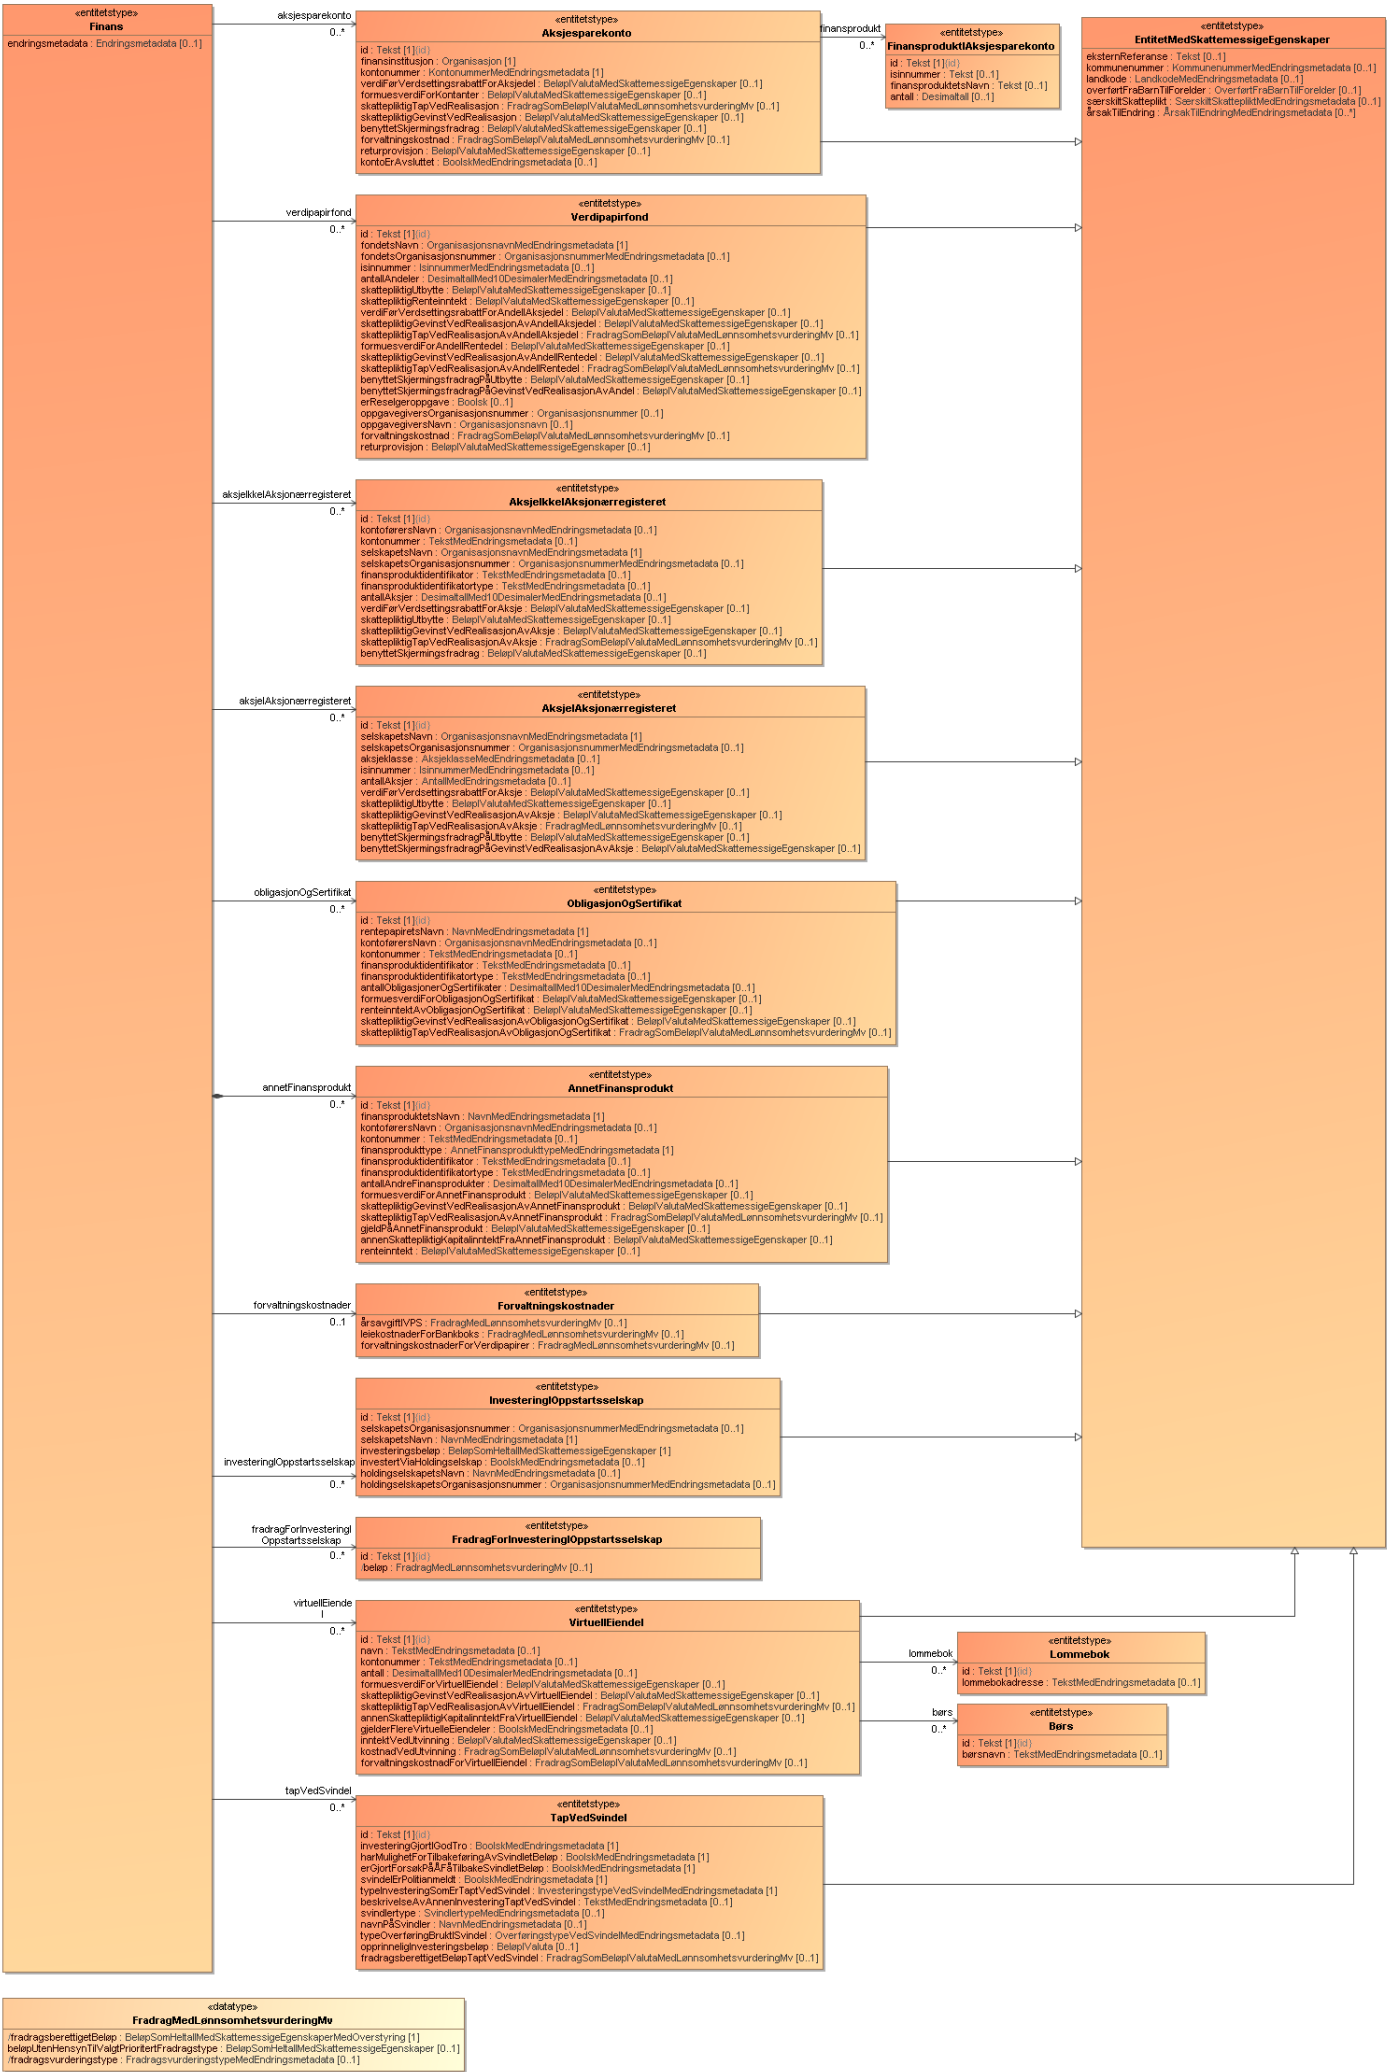 «entitetstype»
Finans
endringsmetadata : Endringsmetadata [0..1]
aksjesparekonto
0..*
«entitetstype»
Aksjesparekonto
id : Tekst [1]{id}
finansinstitusjon : Organisasjon [1]
kontonummer : KontonummerMedEndringsmetadata [1]
verdiFørVerdsettingsrabattForAksjedel : BeløpIValutaMedSkattemessigeEgenskaper [0..1]
formuesverdiForKontanter : BeløpIValutaMedSkattemessigeEgenskaper [0..1]
skattepliktigTapVedRealisasjon : FradragSomBeløpIValutaMedLønnsomhetsvurderingMv [0..1]
skattepliktigGevinstVedRealisasjon : BeløpIValutaMedSkattemessigeEgenskaper [0..1]
benyttetSkjermingsfradrag : BeløpIValutaMedSkattemessigeEgenskaper [0..1]
forvaltningskostnad : FradragSomBeløpIValutaMedLønnsomhetsvurderingMv [0..1]
returprovisjon : BeløpIValutaMedSkattemessigeEgenskaper [0..1]
kontoErAvsluttet : BoolskMedEndringsmetadata [0..1]
finansprodukt
0..*
«entitetstype»
FinansproduktIAksjesparekonto
id : Tekst [1]{id}
isinnummer : Tekst [0..1]
finansproduktetsNavn : Tekst [0..1]
antall : Desimaltall [0..1]
«entitetstype»
EntitetMedSkattemessigeEgenskaper
eksternReferanse : Tekst [0..1]
kommunenummer : KommunenummerMedEndringsmetadata [0..1]
landkode : LandkodeMedEndringsmetadata [0..1]
overførtFraBarnTilForelder : OverførtFraBarnTilForelder [0..1]
særskiltSkatteplikt : SærskiltSkattepliktMedEndringsmetadata [0..1]
årsakTilEndring : ÅrsakTilEndringMedEndringsmetadata [0..*]
verdipapirfond
0..*
«entitetstype»
Verdipapirfond
id : Tekst [1]{id}
fondetsNavn : OrganisasjonsnavnMedEndringsmetadata [1]
fondetsOrganisasjonsnummer : OrganisasjonsnummerMedEndringsmetadata [0..1]
isinnummer : IsinnummerMedEndringsmetadata [0..1]
antallAndeler : DesimaltallMed10DesimalerMedEndringsmetadata [0..1]
skattepliktigUtbytte : BeløpIValutaMedSkattemessigeEgenskaper [0..1]
skattepliktigRenteinntekt : BeløpIValutaMedSkattemessigeEgenskaper [0..1]
verdiFørVerdsettingsrabattForAndelIAksjedel : BeløpIValutaMedSkattemessigeEgenskaper [0..1]
skattepliktigGevinstVedRealisasjonAvAndelIAksjedel : BeløpIValutaMedSkattemessigeEgenskaper [0..1]
skattepliktigTapVedRealisasjonAvAndelIAksjedel : FradragSomBeløpIValutaMedLønnsomhetsvurderingMv [0..1]
formuesverdiForAndelIRentedel : BeløpIValutaMedSkattemessigeEgenskaper [0..1]
skattepliktigGevinstVedRealisasjonAvAndelIRentedel : BeløpIValutaMedSkattemessigeEgenskaper [0..1]
skattepliktigTapVedRealisasjonAvAndelIRentedel : FradragSomBeløpIValutaMedLønnsomhetsvurderingMv [0..1]
benyttetSkjermingsfradragPåUtbytte : BeløpIValutaMedSkattemessigeEgenskaper [0..1]
benyttetSkjermingsfradragPåGevinstVedRealisasjonAvAndel : BeløpIValutaMedSkattemessigeEgenskaper [0..1]
erReselgeroppgave : Boolsk [0..1]
oppgavegiversOrganisasjonsnummer : Organisasjonsnummer [0..1]
oppgavegiversNavn : Organisasjonsnavn [0..1]
forvaltningskostnad : FradragSomBeløpIValutaMedLønnsomhetsvurderingMv [0..1]
returprovisjon : BeløpIValutaMedSkattemessigeEgenskaper [0..1]
aksjeIkkeIAksjonærregisteret
0..*
«entitetstype»
AksjeIkkeIAksjonærregisteret
id : Tekst [1]{id}
kontoførersNavn : OrganisasjonsnavnMedEndringsmetadata [0..1]
kontonummer : TekstMedEndringsmetadata [0..1]
selskapetsNavn : OrganisasjonsnavnMedEndringsmetadata [1]
selskapetsOrganisasjonsnummer : OrganisasjonsnummerMedEndringsmetadata [0..1]
finansproduktidentifikator : TekstMedEndringsmetadata [0..1]
finansproduktidentifikatortype : TekstMedEndringsmetadata [0..1]
antallAksjer : DesimaltallMed10DesimalerMedEndringsmetadata [0..1]
verdiFørVerdsettingsrabattForAksje : BeløpIValutaMedSkattemessigeEgenskaper [0..1]
skattepliktigUtbytte : BeløpIValutaMedSkattemessigeEgenskaper [0..1]
skattepliktigGevinstVedRealisasjonAvAksje : BeløpIValutaMedSkattemessigeEgenskaper [0..1]
skattepliktigTapVedRealisasjonAvAksje : FradragSomBeløpIValutaMedLønnsomhetsvurderingMv [0..1]
benyttetSkjermingsfradrag : BeløpIValutaMedSkattemessigeEgenskaper [0..1]
aksjeIAksjonærregisteret
0..*
«entitetstype»
AksjeIAksjonærregisteret
id : Tekst [1]{id}
selskapetsNavn : OrganisasjonsnavnMedEndringsmetadata [1]
selskapetsOrganisasjonsnummer : OrganisasjonsnummerMedEndringsmetadata [0..1]
aksjeklasse : AksjeklasseMedEndringsmetadata [0..1]
isinnummer : IsinnummerMedEndringsmetadata [0..1]
antallAksjer : AntallMedEndringsmetadata [0..1]
verdiFørVerdsettingsrabattForAksje : BeløpIValutaMedSkattemessigeEgenskaper [0..1]
skattepliktigUtbytte : BeløpIValutaMedSkattemessigeEgenskaper [0..1]
skattepliktigGevinstVedRealisasjonAvAksje : BeløpIValutaMedSkattemessigeEgenskaper [0..1]
skattepliktigTapVedRealisasjonAvAksje : FradragMedLønnsomhetsvurderingMv [0..1]
benyttetSkjermingsfradragPåUtbytte : BeløpIValutaMedSkattemessigeEgenskaper [0..1]
benyttetSkjermingsfradragPåGevinstVedRealisasjonAvAksje : BeløpIValutaMedSkattemessigeEgenskaper [0..1]
obligasjonOgSertifikat
0..*
«entitetstype»
ObligasjonOgSertifikat
id : Tekst [1]{id}
rentepapiretsNavn : NavnMedEndringsmetadata [1]
kontoførersNavn : OrganisasjonsnavnMedEndringsmetadata [0..1]
kontonummer : TekstMedEndringsmetadata [0..1]
finansproduktidentifikator : TekstMedEndringsmetadata [0..1]
finansproduktidentifikatortype : TekstMedEndringsmetadata [0..1]
antallObligasjonerOgSertifikater : DesimaltallMed10DesimalerMedEndringsmetadata [0..1]
formuesverdiForObligasjonOgSertifikat : BeløpIValutaMedSkattemessigeEgenskaper [0..1]
renteinntektAvObligasjonOgSertifikat : BeløpIValutaMedSkattemessigeEgenskaper [0..1]
skattepliktigGevinstVedRealisasjonAvObligasjonOgSertifikat : BeløpIValutaMedSkattemessigeEgenskaper [0..1]
skattepliktigTapVedRealisasjonAvObligasjonOgSertifikat : FradragSomBeløpIValutaMedLønnsomhetsvurderingMv [0..1]
annetFinansprodukt
0..*
«entitetstype»
AnnetFinansprodukt
id : Tekst [1]{id}
finansproduktetsNavn : NavnMedEndringsmetadata [1]
kontoførersNavn : OrganisasjonsnavnMedEndringsmetadata [0..1]
kontonummer : TekstMedEndringsmetadata [0..1]
finansprodukttype : AnnetFinansprodukttypeMedEndringsmetadata [1]
finansproduktidentifikator : TekstMedEndringsmetadata [0..1]
finansproduktidentifikatortype : TekstMedEndringsmetadata [0..1]
antallAndreFinansprodukter : DesimaltallMed10DesimalerMedEndringsmetadata [0..1]
formuesverdiForAnnetFinansprodukt : BeløpIValutaMedSkattemessigeEgenskaper [0..1]
skattepliktigGevinstVedRealisasjonAvAnnetFinansprodukt : BeløpIValutaMedSkattemessigeEgenskaper [0..1]
skattepliktigTapVedRealisasjonAvAnnetFinansprodukt : FradragSomBeløpIValutaMedLønnsomhetsvurderingMv [0..1]
gjeldPåAnnetFinansprodukt : BeløpIValutaMedSkattemessigeEgenskaper [0..1]
annenSkattepliktigKapitalinntektFraAnnetFinansprodukt : BeløpIValutaMedSkattemessigeEgenskaper [0..1]
renteinntekt : BeløpIValutaMedSkattemessigeEgenskaper [0..1]
forvaltningskostnader
0..1
«entitetstype»
Forvaltningskostnader
årsavgiftIVPS : FradragMedLønnsomhetsvurderingMv [0..1]
leiekostnaderForBankboks : FradragMedLønnsomhetsvurderingMv [0..1]
forvaltningskostnaderForVerdipapirer : FradragMedLønnsomhetsvurderingMv [0..1]
investeringIOppstartsselskap
0..*
«entitetstype»
InvesteringIOppstartsselskap
id : Tekst [1]{id}
selskapetsOrganisasjonsnummer : OrganisasjonsnummerMedEndringsmetadata [0..1]
selskapetsNavn : NavnMedEndringsmetadata [1]
investeringsbeløp : BeløpSomHeltallMedSkattemessigeEgenskaper [1]
investertViaHoldingselskap : BoolskMedEndringsmetadata [0..1]
holdingselskapetsNavn : NavnMedEndringsmetadata [0..1]
holdingselskapetsOrganisasjonsnummer : OrganisasjonsnummerMedEndringsmetadata [0..1]
fradragForInvesteringI
Oppstartsselskap
0..*
«entitetstype»
FradragForInvesteringIOppstartsselskap
id : Tekst [1]{id}
/beløp : FradragMedLønnsomhetsvurderingMv [0..1]
virtuellEiende
l
0..*
«entitetstype»
VirtuellEiendel
id : Tekst [1]{id}
navn : TekstMedEndringsmetadata [0..1]
kontonummer : TekstMedEndringsmetadata [0..1]
antall : DesimaltallMed10DesimalerMedEndringsmetadata [0..1]
formuesverdiForVirtuellEiendel : BeløpIValutaMedSkattemessigeEgenskaper [0..1]
skattepliktigGevinstVedRealisasjonAvVirtuellEiendel : BeløpIValutaMedSkattemessigeEgenskaper [0..1]
skattepliktigTapVedRealisasjonAvVirtuellEiendel : FradragSomBeløpIValutaMedLønnsomhetsvurderingMv [0..1]
annenSkattepliktigKapitalinntektFraVirtuellEiendel : BeløpIValutaMedSkattemessigeEgenskaper [0..1]
gjelderFlereVirtuelleEiendeler : BoolskMedEndringsmetadata [0..1]
inntektVedUtvinning : BeløpIValutaMedSkattemessigeEgenskaper [0..1]
kostnadVedUtvinning : FradragSomBeløpIValutaMedLønnsomhetsvurderingMv [0..1]
forvaltningskostnadForVirtuellEiendel : FradragSomBeløpIValutaMedLønnsomhetsvurderingMv [0..1]
lommebok
0..*
«entitetstype»
Lommebok
id : Tekst [1]{id}
lommebokadresse : TekstMedEndringsmetadata [0..1]
børs
0..*
«entitetstype»
Børs
id : Tekst [1]{id}
børsnavn : TekstMedEndringsmetadata [0..1]
tapVedSvindel
0..*
«entitetstype»
TapVedSvindel
id : Tekst [1]{id}
investeringGjortIGodTro : BoolskMedEndringsmetadata [1]
harMulighetForTilbakeføringAvSvindletBeløp : BoolskMedEndringsmetadata [1]
erGjortForsøkPåÅFåTilbakeSvindletBeløp : BoolskMedEndringsmetadata [1]
svindelErPolitianmeldt : BoolskMedEndringsmetadata [1]
typeInvesteringSomErTaptVedSvindel : InvesteringstypeVedSvindelMedEndringsmetadata [1]
beskrivelseAvAnnenInvesteringTaptVedSvindel : TekstMedEndringsmetadata [0..1]
svindlertype : SvindlertypeMedEndringsmetadata [0..1]
navnPåSvindler : NavnMedEndringsmetadata [0..1]
typeOverføringBruktISvindel : OverføringstypeVedSvindelMedEndringsmetadata [0..1]
opprinneligInvesteringsbeløp : BeløpIValuta [0..1]
fradragsberettigetBeløpTaptVedSvindel : FradragSomBeløpIValutaMedLønnsomhetsvurderingMv [0..1]
«datatype»
FradragMedLønnsomhetsvurderingMv
/fradragsberettigetBeløp : BeløpSomHeltallMedSkattemessigeEgenskaperMedOverstyring [1]
beløpUtenHensynTilValgtPrioritertFradragstype : BeløpSomHeltallMedSkattemessigeEgenskaper [0..1]
/fradragsvurderingstype : FradragsvurderingstypeMedEndringsmetadata [0..1]